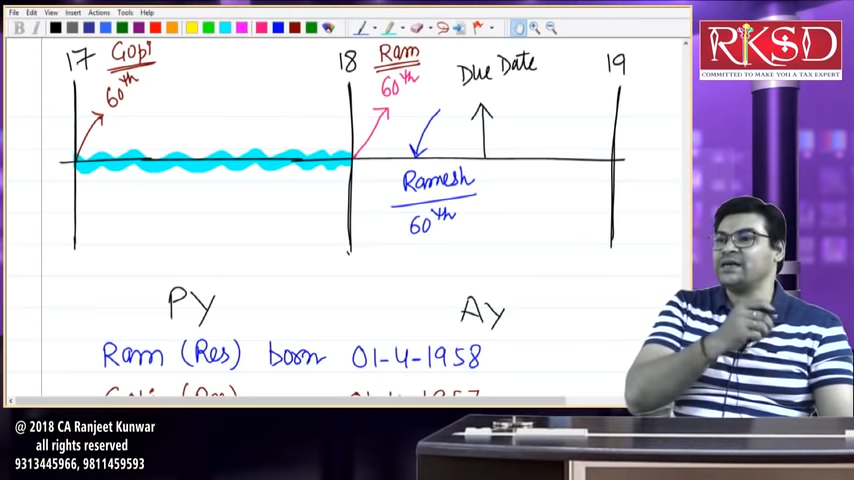 File Edit View Insert Actions Tools Help
17 Gopi
60th
18 Ram
60th
Due Date
19
Ramesh
60th
PY
AY
Ram (Res) born 01-4-1958
RKSD
COMMITTED TO MAKE YOU A TAX EXPERT
@ 2018 CA Ranjeet Kunwar
all rights reserved
9313445966, 9811459593